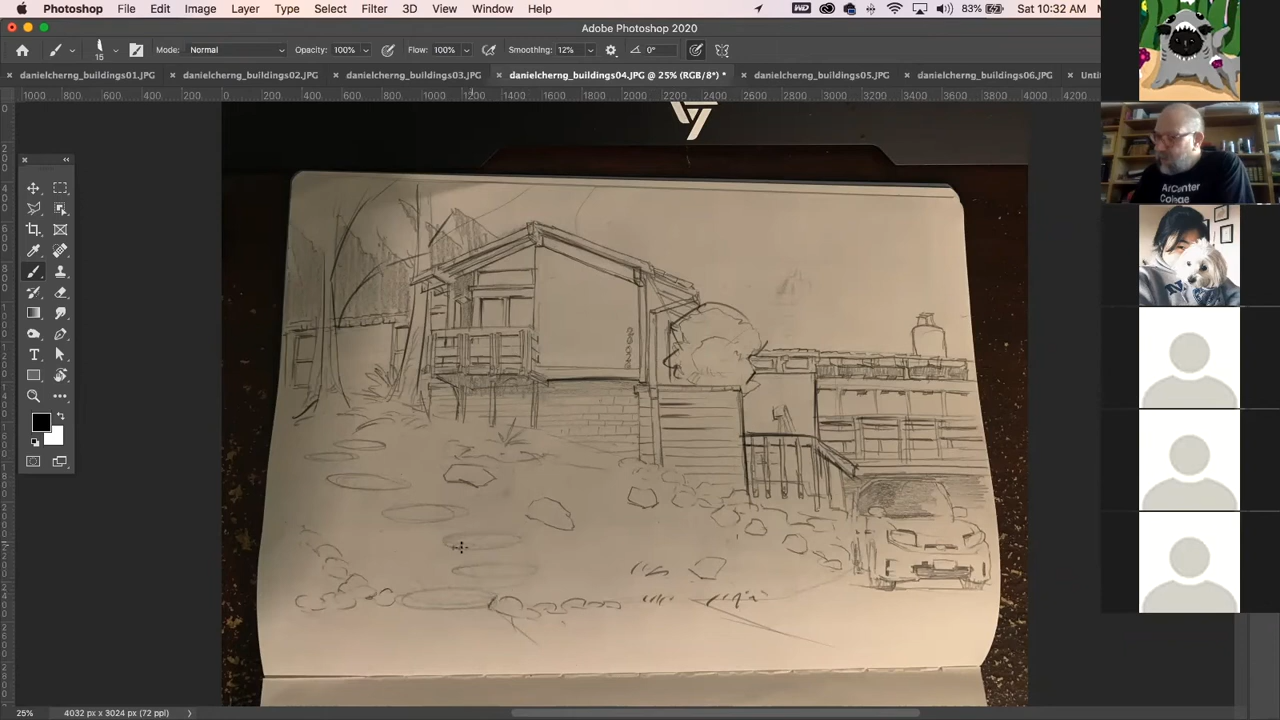 Photoshop File Edit Image Layer Type Select Filter 3D View Window Help 83% Sat 10:32 AM
Adobe Photoshop 2020
15 Mode: Normal Opacity: 100% Flow: 100% Smoothing: 12% 0°
danielcherng_buildings01.JPG danielcherng_buildings02.JPG danielcherng_buildings03.JPG danielcherng_buildings04.JPG @ 25% (RGB/8*) * danielcherng_buildings05.JPG danielcherng_buildings06.JPG Unti
1000 800 600 400 200 0 200 400 600 800 1000 1200 1400 1600 1800 2000 2200 2400 2600 2800 3000 3200 3400 3600 3800 4000 4200
ArtCenter
College
25% 4032 px x 3024 px (72 ppi)